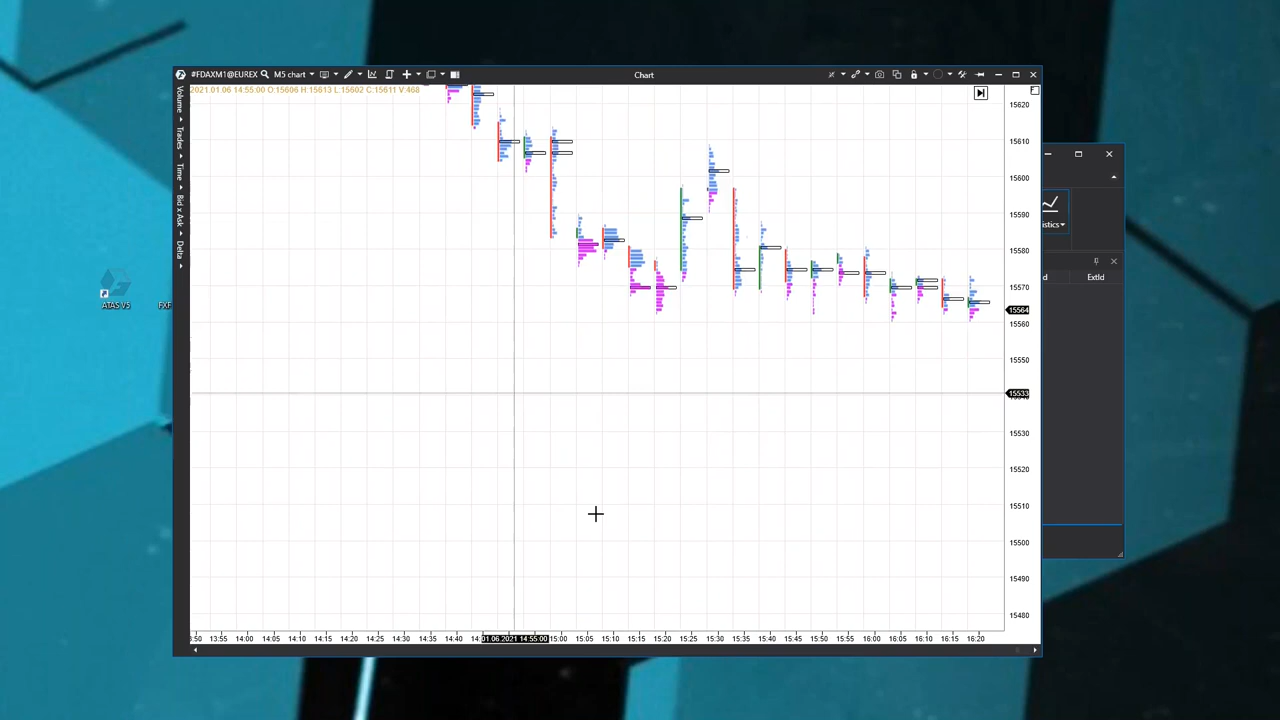 #FDAXM1@EUREX M5 chart Chart
2021 01.06 14:55:00 O:15606 H:15613 L:15602 C:15611 V:468
Volume
Trades
Time
Bid x Ask
Delta
15620
15610
15600
15590
15580
15570
15564
15560
15550
15533
15530
15520
15510
15500
15490
15480
:50 13:55 14:00 14:05 14:10 14:15 14:20 14:25 14:30 14:35 14:40 01.06.2021 14:55:00 15:00 15:05 15:10 15:15 15:20 15:25 15:30 15:35 15:40 15:45 15:50 15:55 16:00 16:05 16:10 16:15 16:20
istics
d ExtId
ATAS V5
FXF